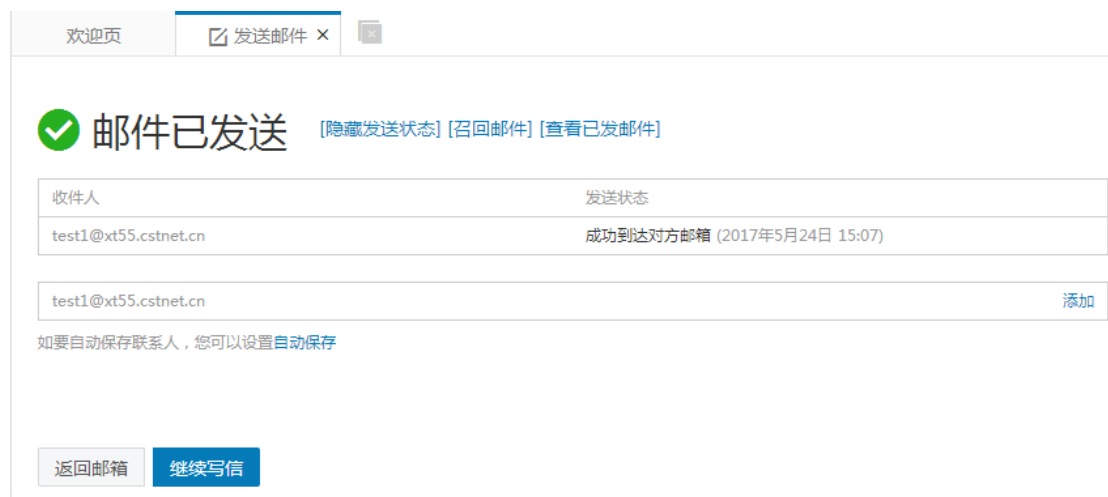 欢迎页 发送邮件 ×
邮件已发送 [隐藏发送状态] [召回邮件] [查看已发邮件]
收件人 发送状态
test1@xt55.cstnet.cn 成功到达对方邮箱 (2017年5月24日 15:07)
test1@xt55.cstnet.cn 添加
如要自动保存联系人，您可以设置自动保存
返回邮箱 继续写信